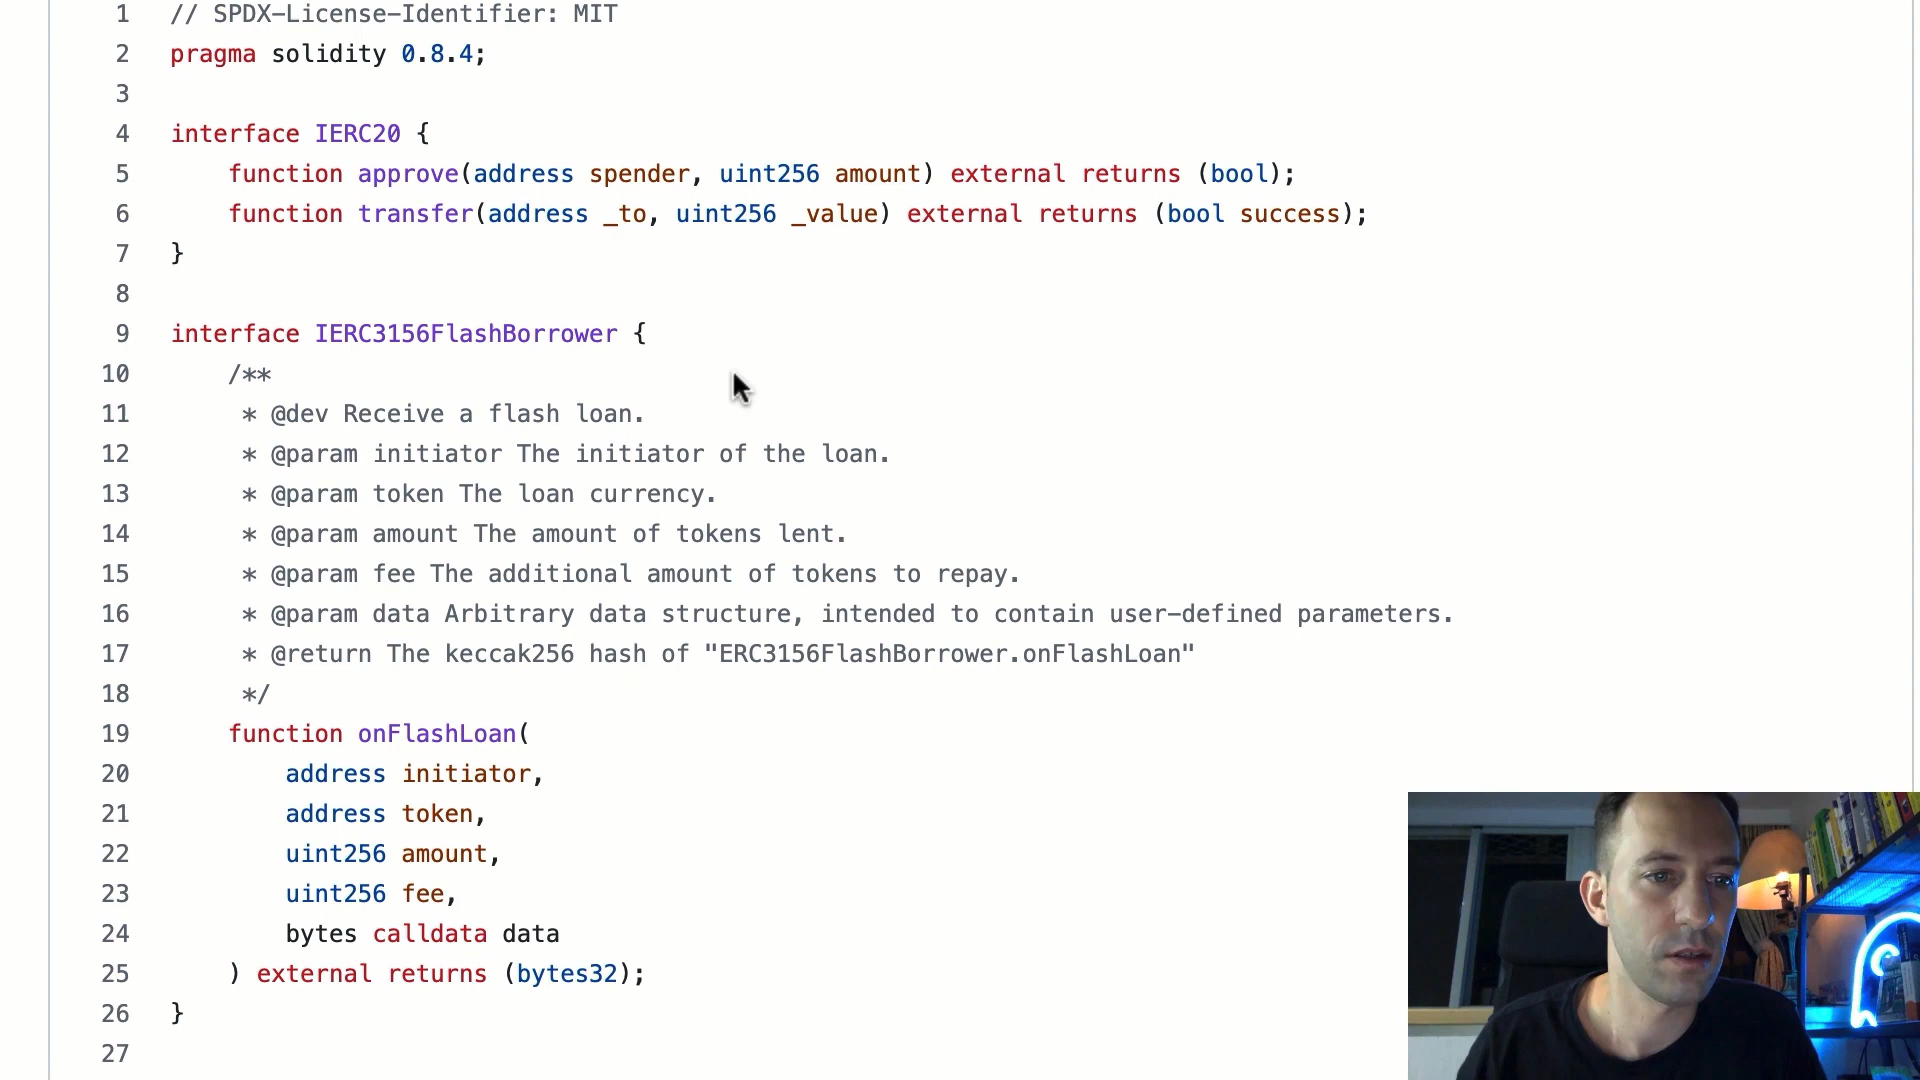 1 // SPDX-License-Identifier: MIT
2 pragma solidity 0.8.4;
3
4 interface IERC20 {
5 function approve(address spender, uint256 amount) external returns (bool);
6 function transfer(address _to, uint256 _value) external returns (bool success);
7 }
8
9 interface IERC3156FlashBorrower {
10 /**
11 * @dev Receive a flash loan.
12 * @param initiator The initiator of the loan.
13 * @param token The loan currency.
14 * @param amount The amount of tokens lent.
15 * @param fee The additional amount of tokens to repay.
16 * @param data Arbitrary data structure, intended to contain user-defined parameters.
17 * @return The keccak256 hash of "ERC3156FlashBorrower.onFlashLoan"
18 */
19 function onFlashLoan(
20 address initiator,
21 address token,
22 uint256 amount,
23 uint256 fee,
24 bytes calldata data
25 ) external returns (bytes32);
26 }
27